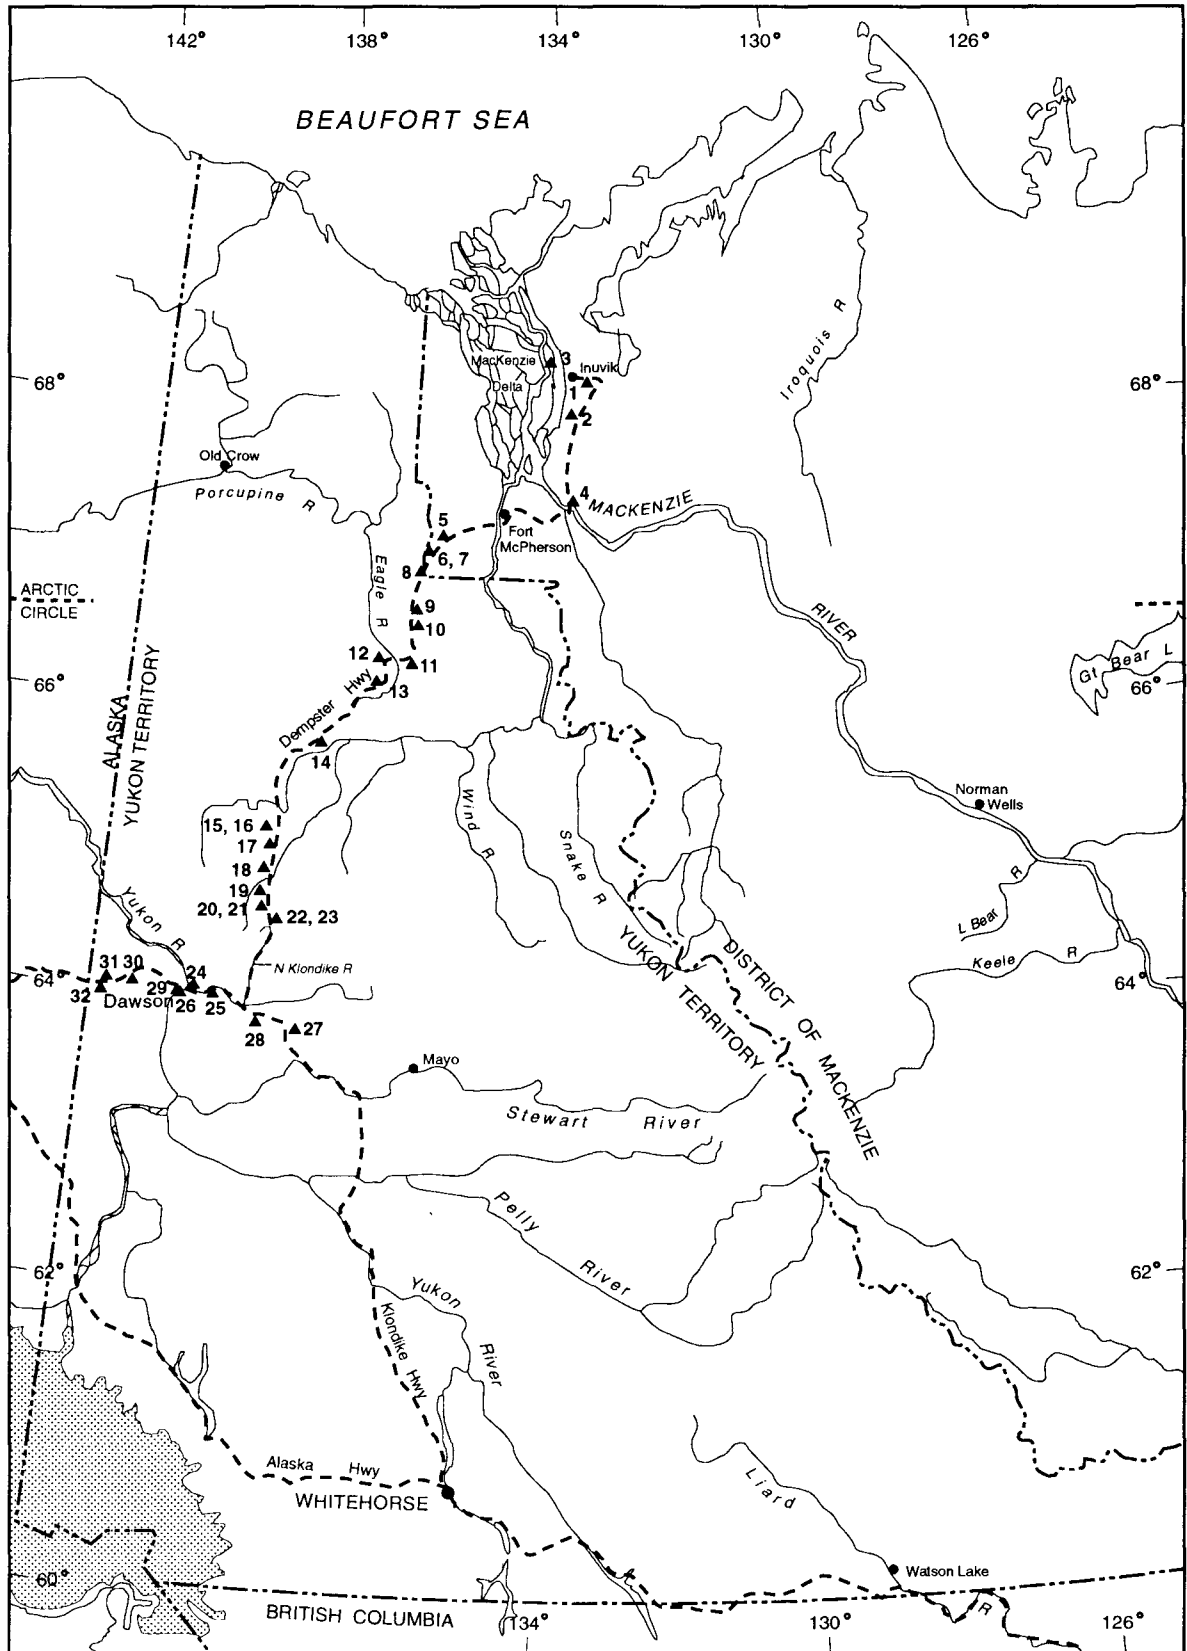 142° 138° 134° 130° 126°
BEAUFORT SEA
Iroquois R
3
MacKenzie
Inuvik
68°
68°
Delta
1
2
Old Crow
Porcupine R
4
MACKENZIE
5
Fort
McPherson
6, 7
Eagle R
8
ARCTIC
CIRCLE
9
10
RIVER
12
11
Gt Bear L
66°
13
66°
Dempster Hwy
ALASKA
YUKON TERRITORY
14
Norman
Wells
Wind R
15, 16
17
Snake R
18
19
20, 21
22, 23
L Bear R
Yukon R
YUKON TERRITORY
DISTRICT OF MACKENZIE
N Klondike R
Keele R
64°
31 30
24
64°
32
Dawson
29
26
25
28
27
Mayo
Stewart River
Pelly River
62°
62°
Yukon River
Klondike Hwy
Alaska Hwy
WHITEHORSE
Liard R
60°
Watson Lake
BRITISH COLUMBIA
134° 130° 126°